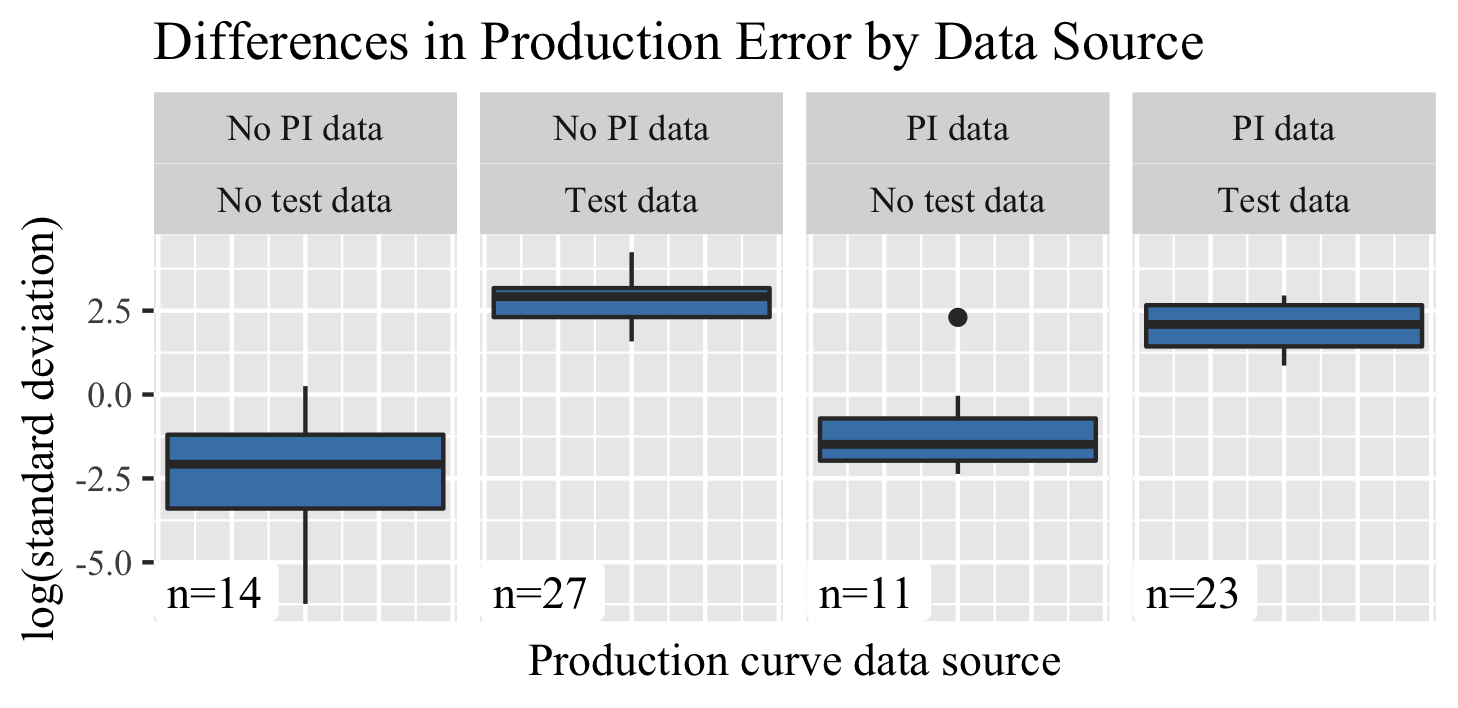 Differences in Production Error by Data Source
No PI data
No PI data
PI data
PI data
No test data
Test data
No test data
Test data
log(standard deviation)
2.5
0.0
-2.5
-5.0
n=14
n=27
n=11
n=23
Production curve data source